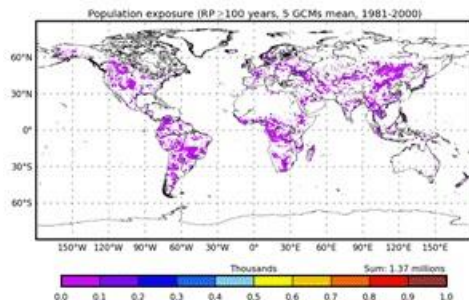 Population exposure (RP >100 years, 5 GCMs mean, 1981-2000)
60°N
30°N
0°
30°S
60°S
150°W 120°W 90°W 60°W 30°W 0° 30°E 60°E 90°E 120°E 150°E
Thousands Sum: 1.37 millions
0.0 0.1 0.2 0.3 0.4 0.5 0.6 0.7 0.8 0.9 1.0